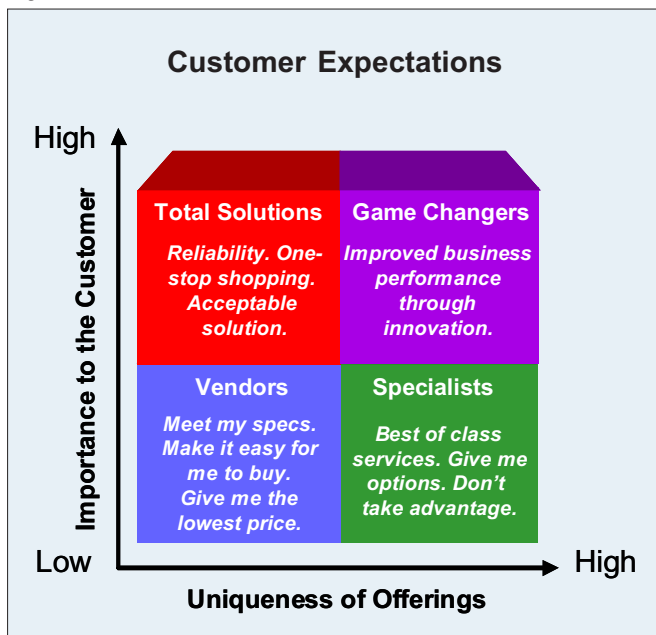 Customer Expectations
High
Importance to the Customer
Total Solutions
Reliability. One-
stop shopping.
Acceptable
solution.
Game Changers
Improved business
performance
through
innovation.
Vendors
Meet my specs.
Make it easy for
me to buy.
Give me the
lowest price.
Specialists
Best of class
services. Give me
options. Don't
take advantage.
Low
High
Uniqueness of Offerings